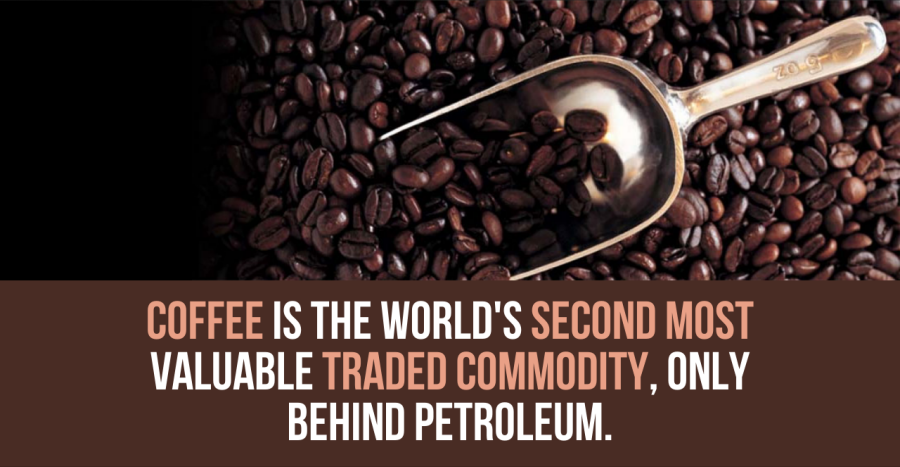 COFFEE IS THE WORLD'S SECOND MOST
VALUABLE TRADED COMMODITY, ONLY
BEHIND PETROLEUM.